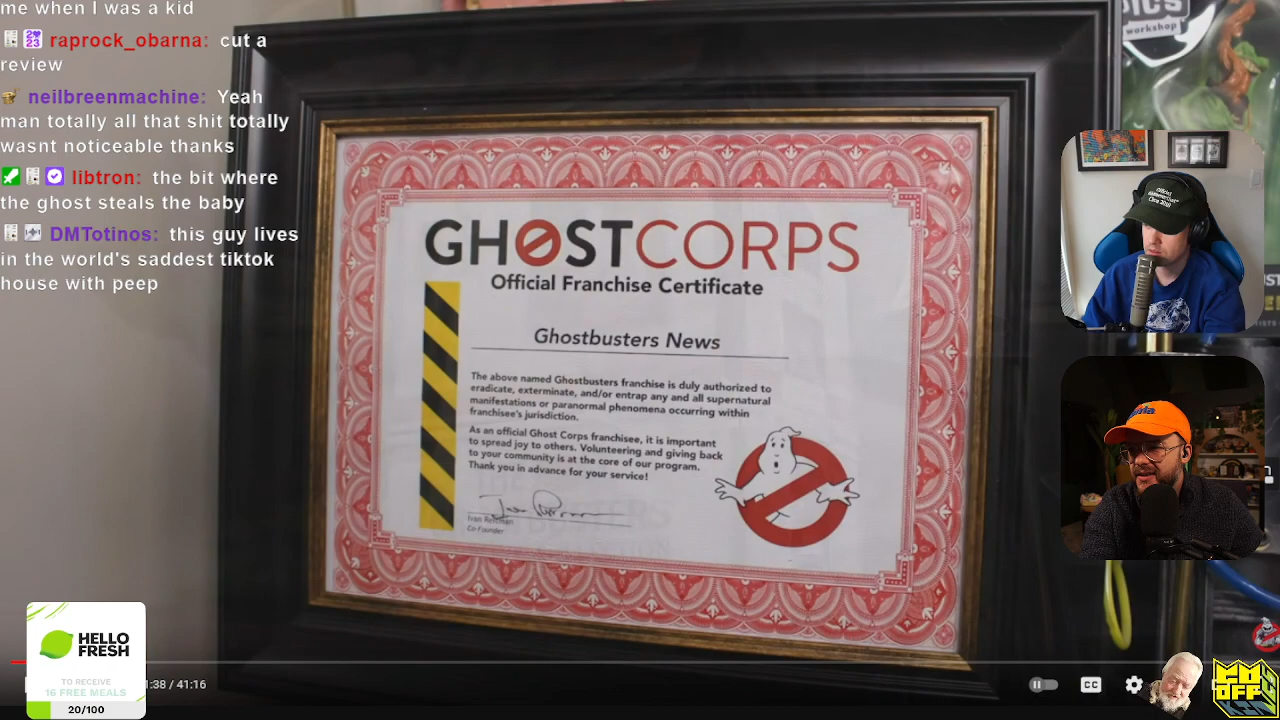 me when I was a kid
raprock_obarna: cut a
review
neilbreenmachine: Yeah
man totally all that shit totally
wasnt noticeable thanks
libtron: the bit where
the ghost steals the baby
DMTotinos: this guy lives
in the world's saddest tiktok
house with peep
GHOSTCORPS
Official Franchise Certificate
Ghostbusters News
The above named Ghostbusters franchise is duly authorized to
eradicate, exterminate, and/or entrap any and all supernatural
manifestations or paranormal phenomena occurring within
franchisee's jurisdiction.
As an official Ghost Corps franchisee, it is important
to spread joy to others. Volunteering and giving back
to your community is at the core of our program.
Thank you in advance for your service!
Ivan Reitman
Co Founder
workshop
HELLO
FRESH
TO RECEIVE
16 FREE MEALS
20/100
1:38 / 41:16
CC